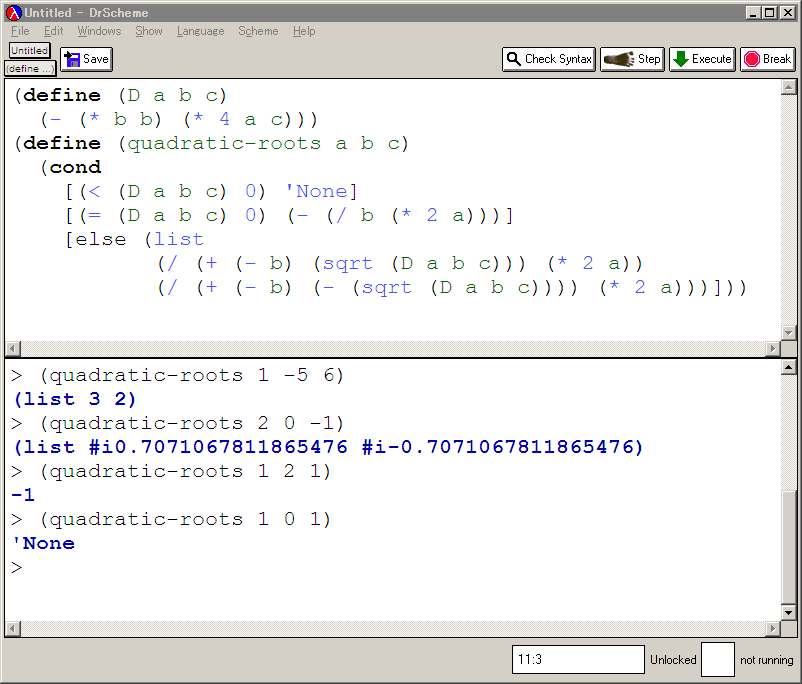 Untitled - DrScheme
File Edit Windows Show Language Scheme Help
Untitled
(define ...)
Save
Check Syntax Step Execute Break
(define (D a b c)
  (- (* b b) (* 4 a c)))
(define (quadratic-roots a b c)
  (cond
    [(< (D a b c) 0) 'None]
    [(= (D a b c) 0) (- (/ b (* 2 a)))]
    [else (list
           (/ (+ (- b) (sqrt (D a b c))) (* 2 a))
           (/ (+ (- b) (- (sqrt (D a b c)))) (* 2 a)))]))
> (quadratic-roots 1 -5 6)
(list 3 2)
> (quadratic-roots 2 0 -1)
(list #i0.7071067811865476 #i-0.7071067811865476)
> (quadratic-roots 1 2 1)
-1
> (quadratic-roots 1 0 1)
'None
>
11:3 Unlocked not running